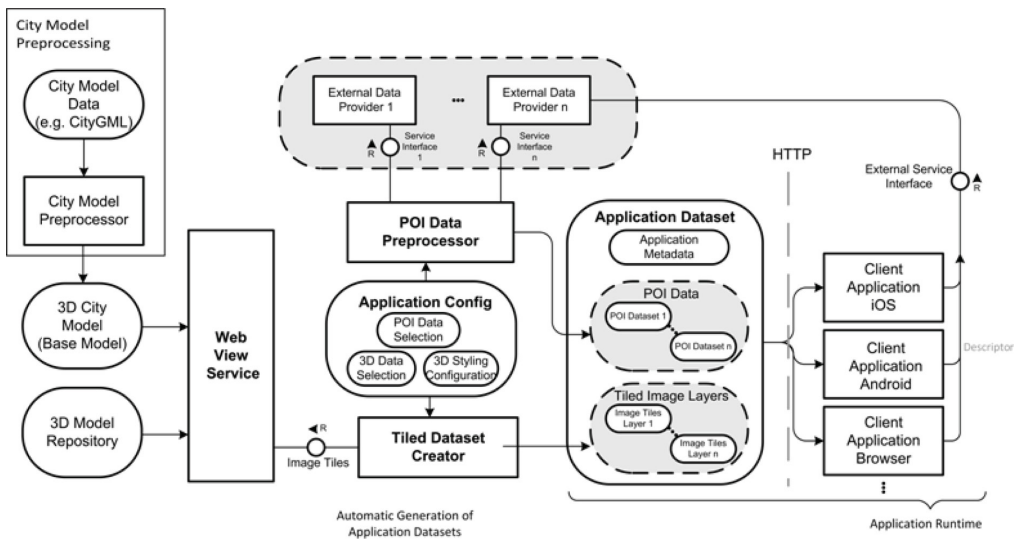 City Model
Preprocessing
City Model
Data
(e.g. CityGML)
City Model
Preprocessor
3D City
Model
(Base Model)
3D Model
Repository
Web
View
Service
R
Image Tiles
External Data
Provider 1
...
External Data
Provider n
R
Service
Interface
1
R
Service
Interface
n
POI Data
Preprocessor
Application Config
POI Data
Selection
3D Data
Selection
3D Styling
Configuration
Tiled Dataset
Creator
Automatic Generation of
Application Datasets
Application Dataset
Application
Metadata
POI Data
POI Dataset 1
POI Dataset n
Tiled Image Layers
Image Tiles
Layer 1
Image Tiles
Layer n
HTTP
External Service
Interface
R
Client
Application
iOS
Client
Application
Android
Descriptor
Client
Application
Browser
Application Runtime